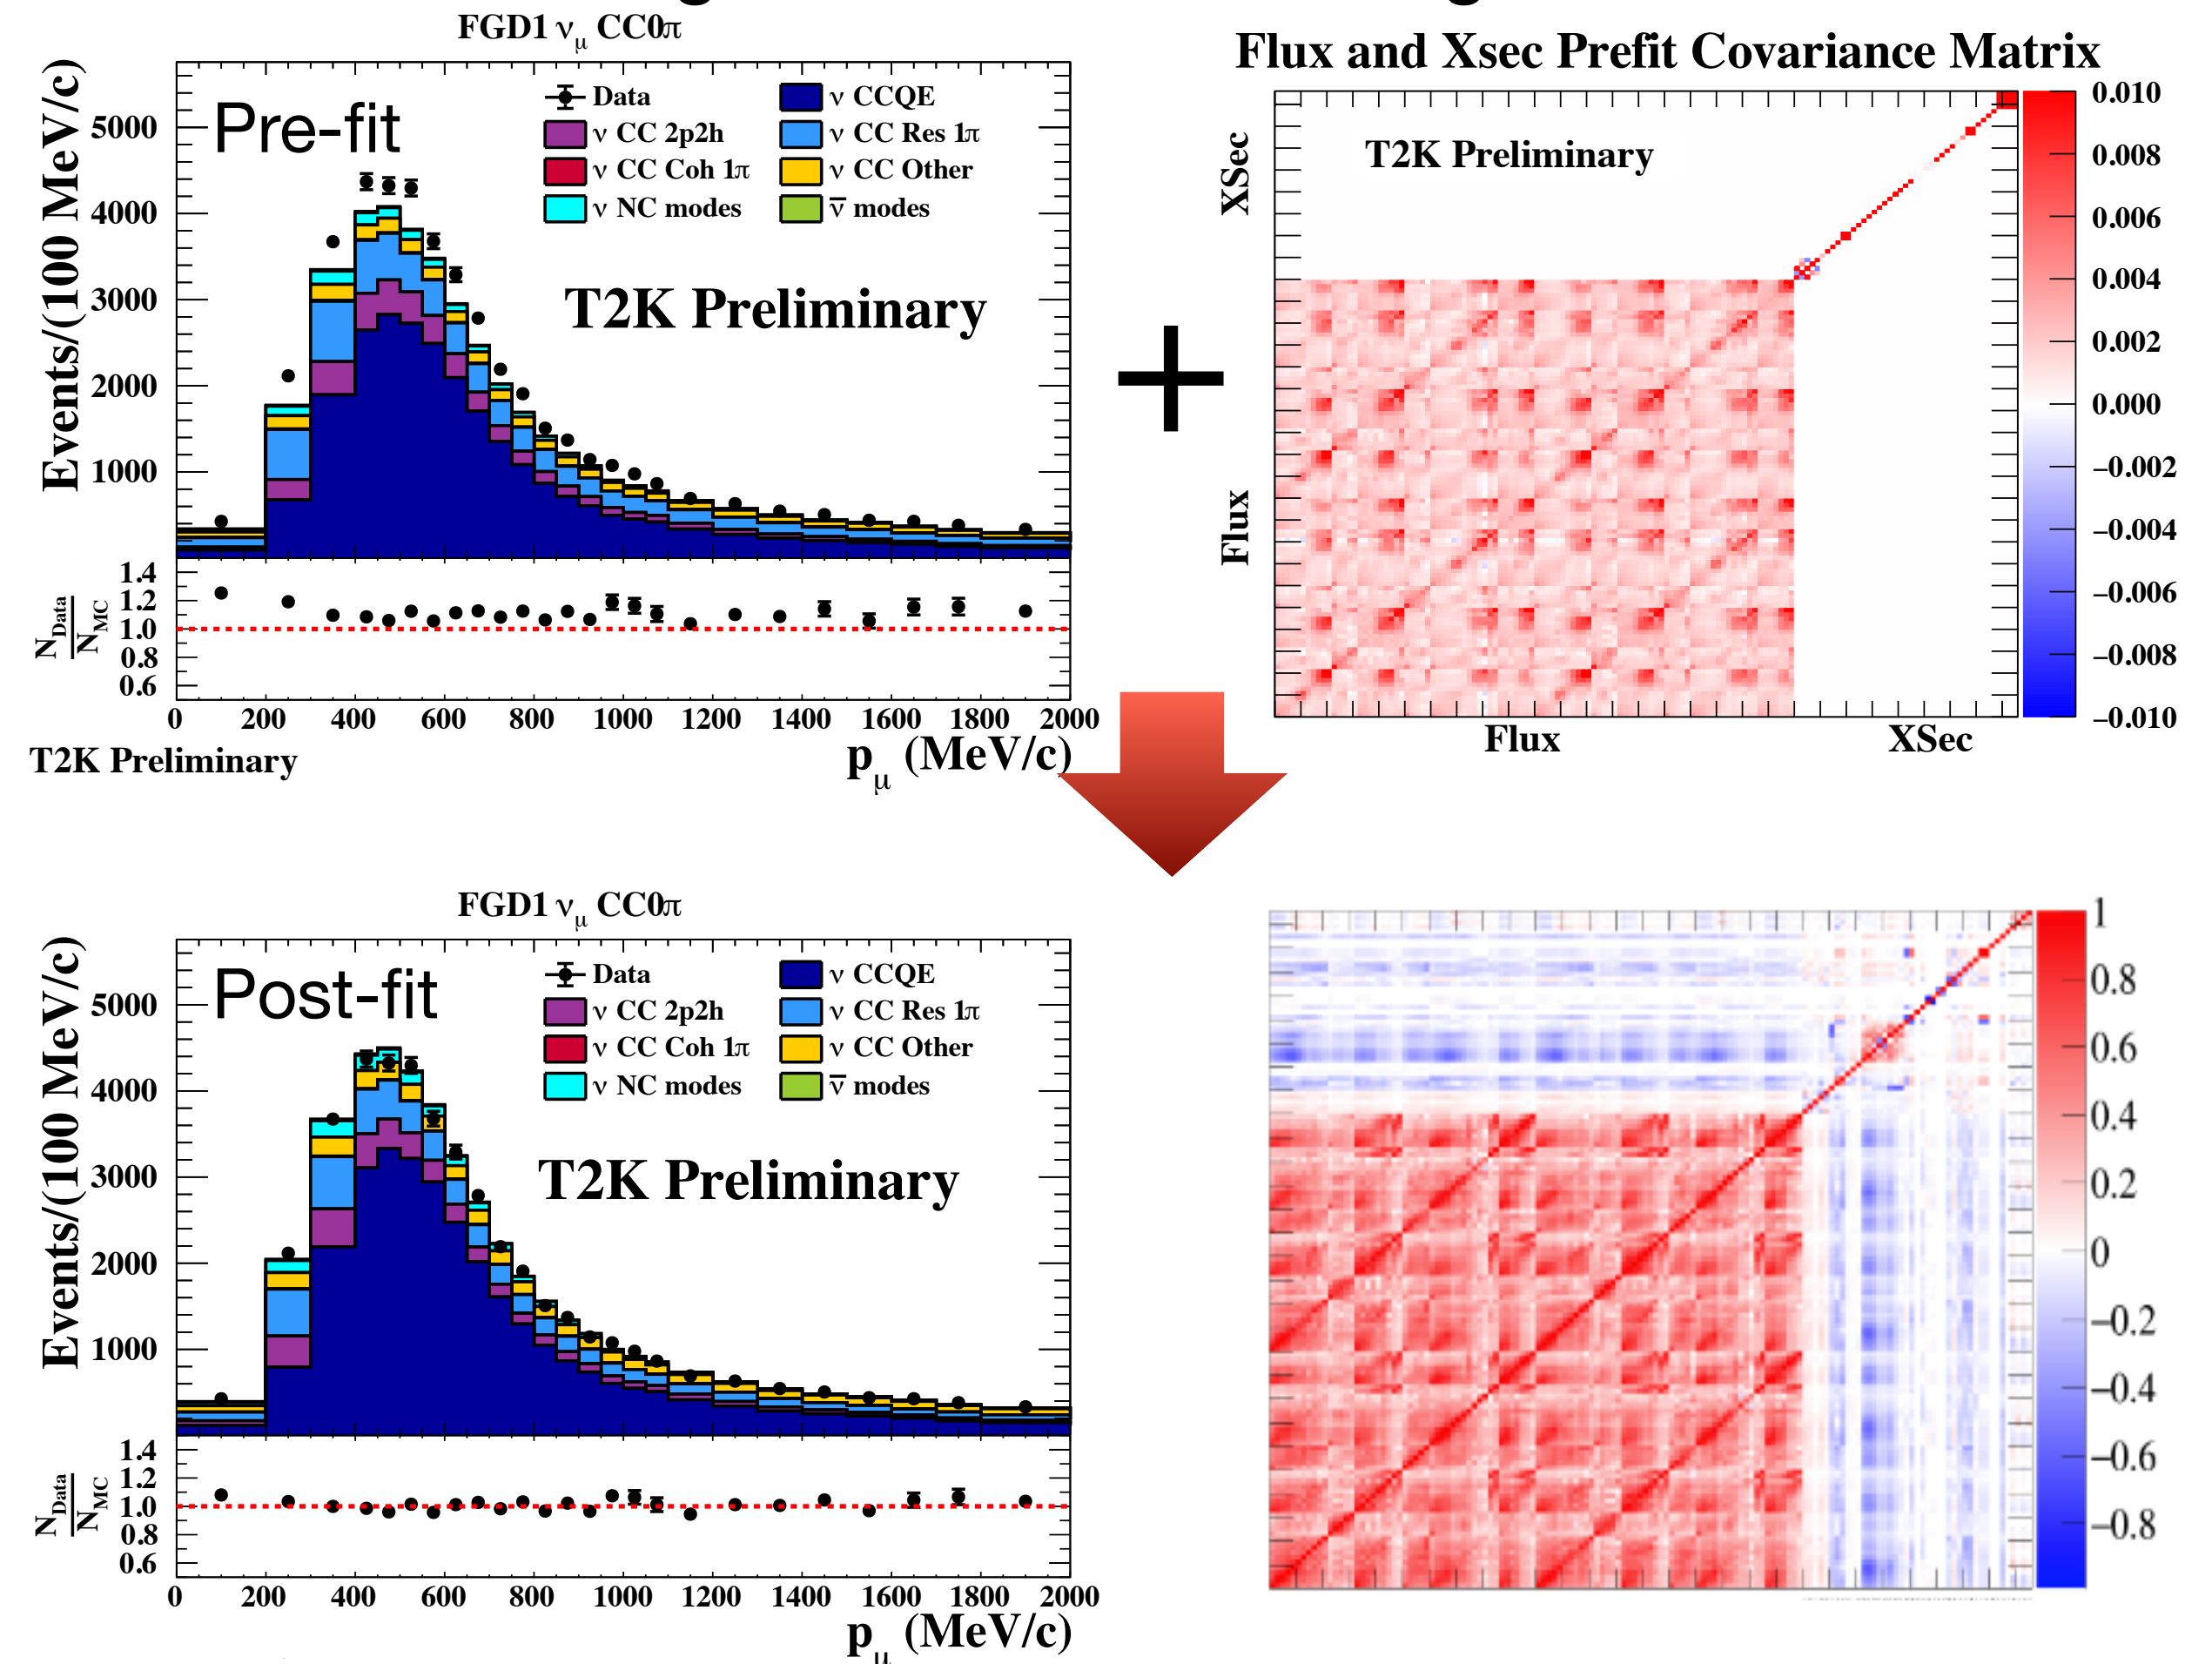 FGD1 νμ CC0π
Pre-fit
Data
ν CCQE
ν CC 2p2h
ν CC Res 1π
ν CC Coh 1π
ν CC Other
ν NC modes
ν̄ modes
T2K Preliminary
Events/(100 MeV/c)
5000
4000
3000
2000
1000
NData
NMC
1.4
1.2
1.0
0.8
0.6
0 200 400 600 800 1000 1200 1400 1600 1800 2000
pμ (MeV/c)
T2K Preliminary
+
Flux and Xsec Prefit Covariance Matrix
T2K Preliminary
XSec
Flux
Flux XSec
0.010
0.008
0.006
0.004
0.002
0.000
−0.002
−0.004
−0.006
−0.008
−0.010
FGD1 νμ CC0π
Post-fit
Data
ν CCQE
ν CC 2p2h
ν CC Res 1π
ν CC Coh 1π
ν CC Other
ν NC modes
ν̄ modes
T2K Preliminary
Events/(100 MeV/c)
5000
4000
3000
2000
1000
NData
NMC
1.4
1.2
1.0
0.8
0.6
0 200 400 600 800 1000 1200 1400 1600 1800 2000
pμ (MeV/c)
1
0.8
0.6
0.4
0.2
0
−0.2
−0.4
−0.6
−0.8